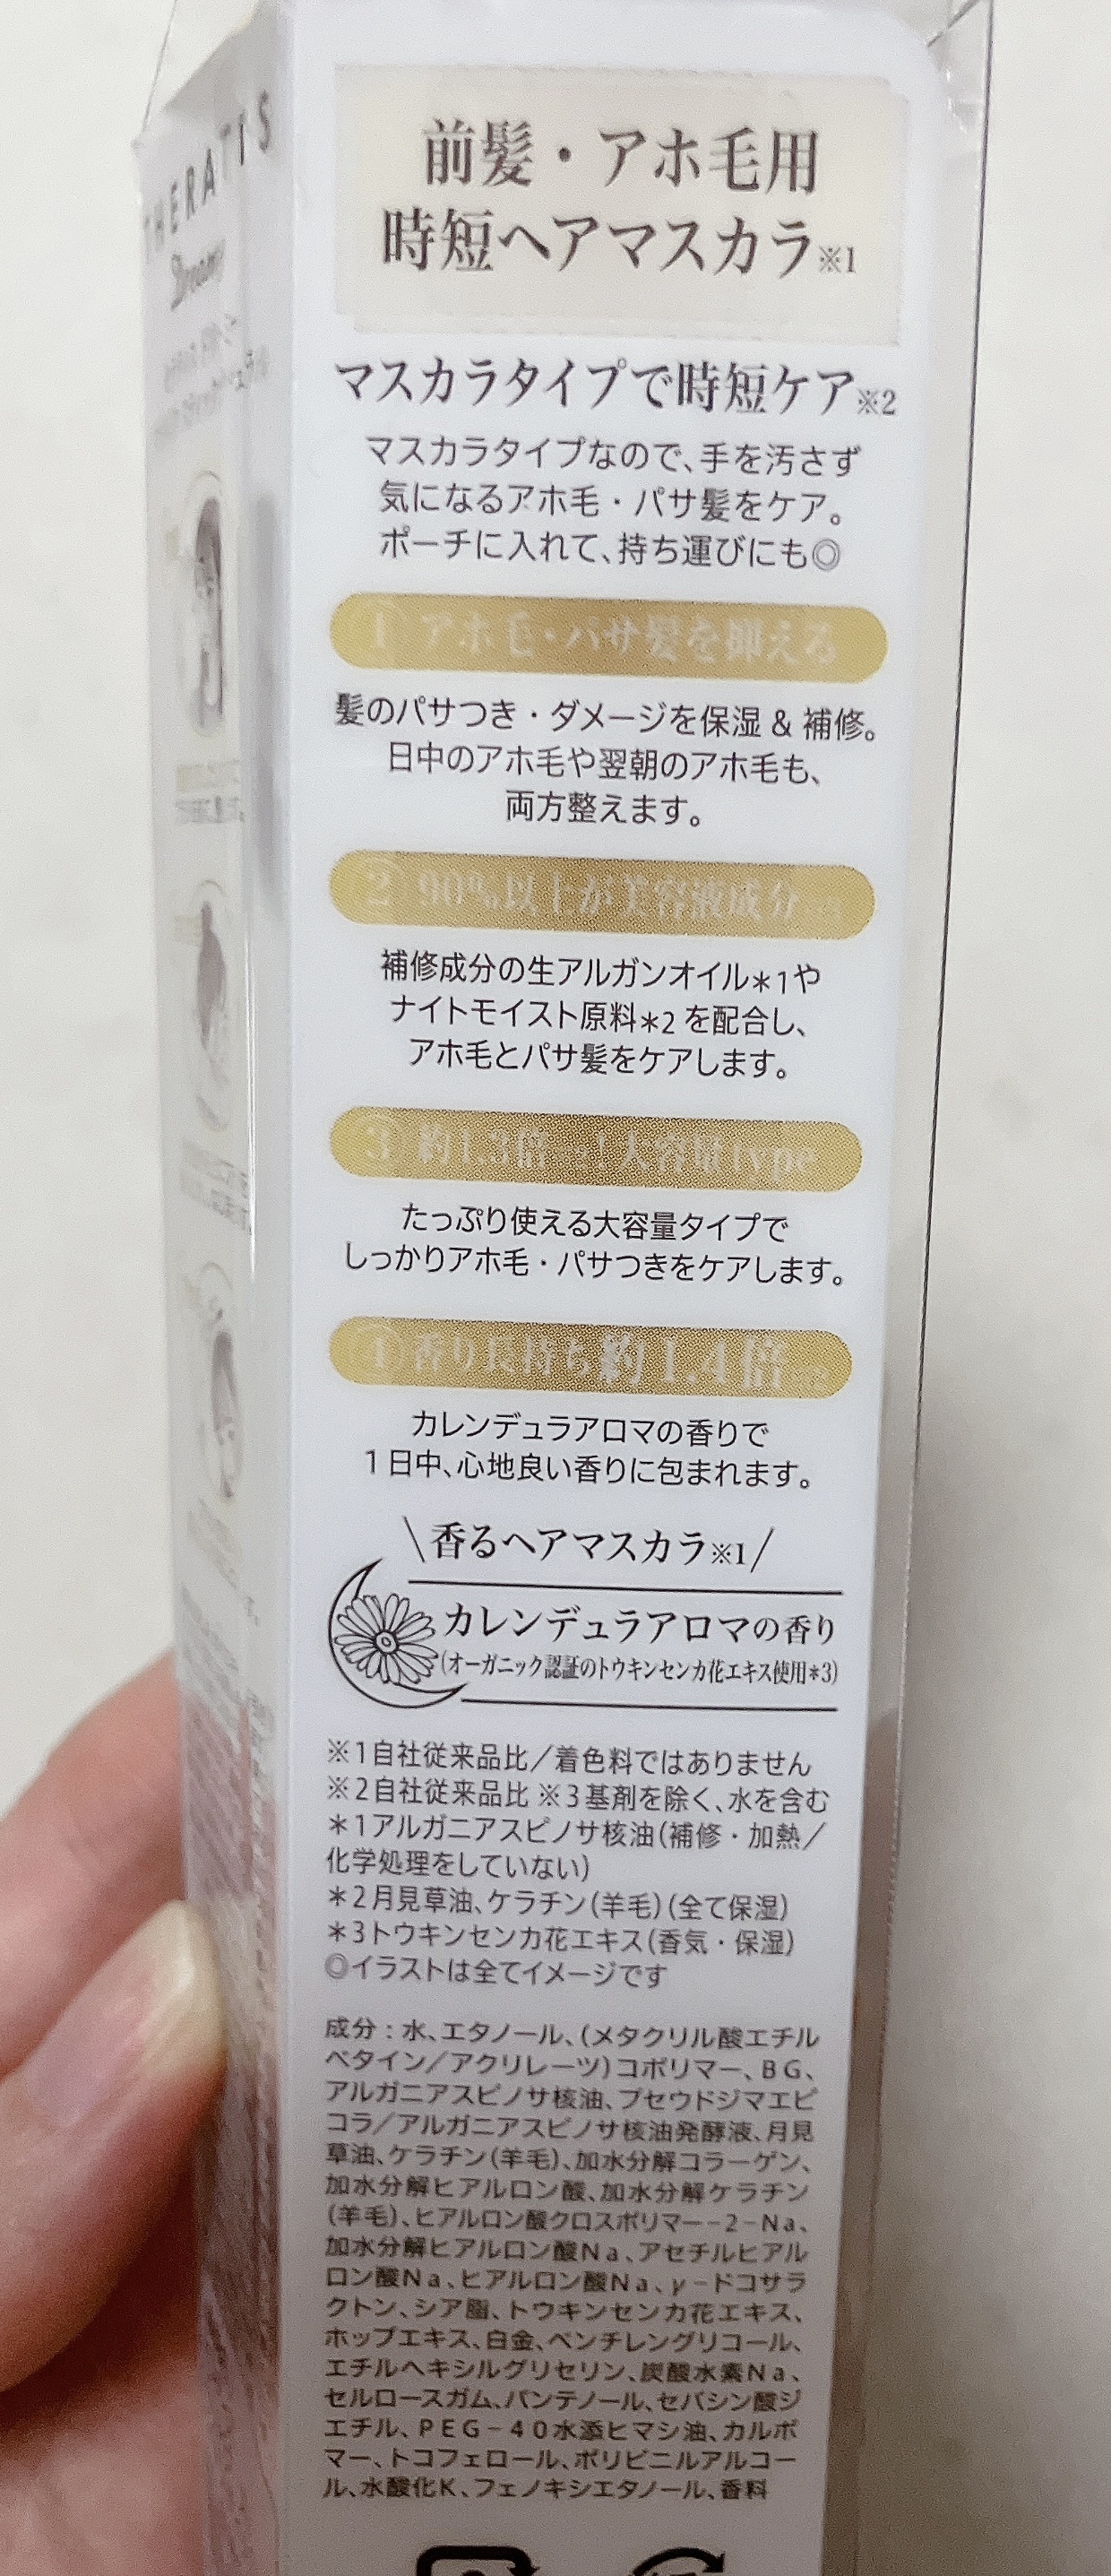 THERATIS
Dreamy
前髪・アホ毛用
時短ヘアマスカラ※1
マスカラタイプで時短ケア※2
マスカラタイプなので、手を汚さず
気になるアホ毛・パサ髪をケア。
ポーチに入れて、持ち運びにも◎
① アホ毛・パサ髪を抑える
髪のパサつき・ダメージを保湿 & 補修。
日中のアホ毛や翌朝のアホ毛も、
両方整えます。
② 90%以上が美容液成分
補修成分の生アルガンオイル＊1や
ナイトモイスト原料＊2 を配合し、
アホ毛とパサ髪をケアします。
③ 約1.3倍※2!大容量type
たっぷり使える大容量タイプで
しっかりアホ毛・パサつきをケアします。
④香り長持ち約1.4倍※2
カレンデュラアロマの香りで
1日中、心地良い香りに包まれます。
\香るヘアマスカラ※1/
カレンデュラアロマの香り
(オーガニック認証のトウキンセンカ花エキス使用＊3)
※1自社従来品比／着色料ではありません
※2自社従来品比 ※3基剤を除く、水を含む
＊1アルガニアスピノサ核油(補修・加熱／
化学処理をしていない)
＊2月見草油、ケラチン(羊毛)(全て保湿)
＊3トウキンセンカ花エキス(香気・保湿)
◎イラストは全てイメージです
成分：水、エタノール、(メタクリル酸エチル
ベタイン／アクリレーツ)コポリマー、BG、
アルガニアスピノサ核油、プセウドジマエピ
コラ／アルガニアスピノサ核油発酵液、月見
草油、ケラチン(羊毛)、加水分解コラーゲン、
加水分解ヒアルロン酸、加水分解ケラチン
(羊毛)、ヒアルロン酸クロスポリマー-2-Na、
加水分解ヒアルロン酸Na、アセチルヒアル
ロン酸Na、ヒアルロン酸Na、γ-ドコサラ
クトン、シア脂、トウキンセンカ花エキス、
ホップエキス、白金、ペンチレングリコール、
エチルヘキシルグリセリン、炭酸水素Na、
セルロースガム、パンテノール、セバシン酸ジ
エチル、PEG-40水添ヒマシ油、カルボ
マー、トコフェロール、ポリビニルアルコー
ル、水酸化K、フェノキシエタノール、香料